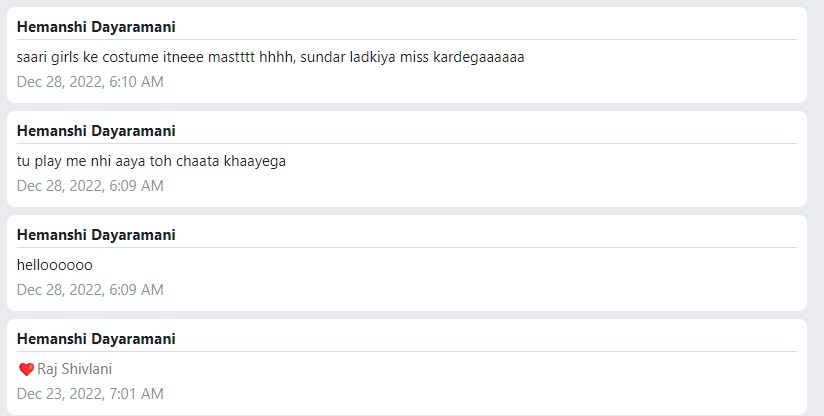 Hemanshi Dayaramani
saari girls ke costume itneee mastttt hhhh, sundar ladkiya miss kardegaaaaaa
Dec 28, 2022, 6:10 AM
Hemanshi Dayaramani
tu play me nhi aaya toh chaata khaayega
Dec 28, 2022, 6:09 AM
Hemanshi Dayaramani
helloooooo
Dec 28, 2022, 6:09 AM
Hemanshi Dayaramani
❤️Raj Shivlani
Dec 23, 2022, 7:01 AM